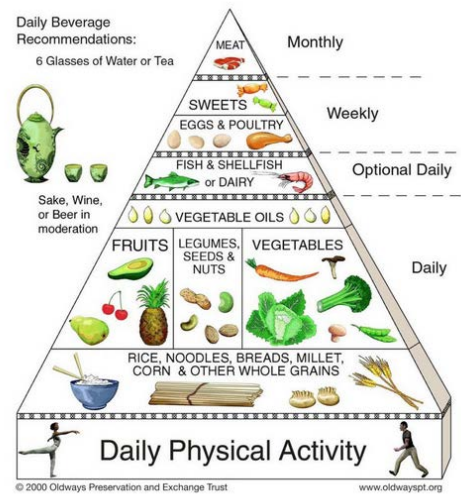 Daily Beverage
Recommendations:
6 Glasses of Water or Tea
Sake, Wine,
or Beer in
moderation
MEAT
Monthly
SWEETS
EGGS & POULTRY
Weekly
FISH & SHELLFISH
or DAIRY
Optional Daily
VEGETABLE OILS
FRUITS
LEGUMES,
SEEDS &
NUTS
VEGETABLES
Daily
RICE, NOODLES, BREADS, MILLET,
CORN & OTHER WHOLE GRAINS
Daily Physical Activity
© 2000 Oldways Preservation and Exchange Trust
www.oldwayspt.org